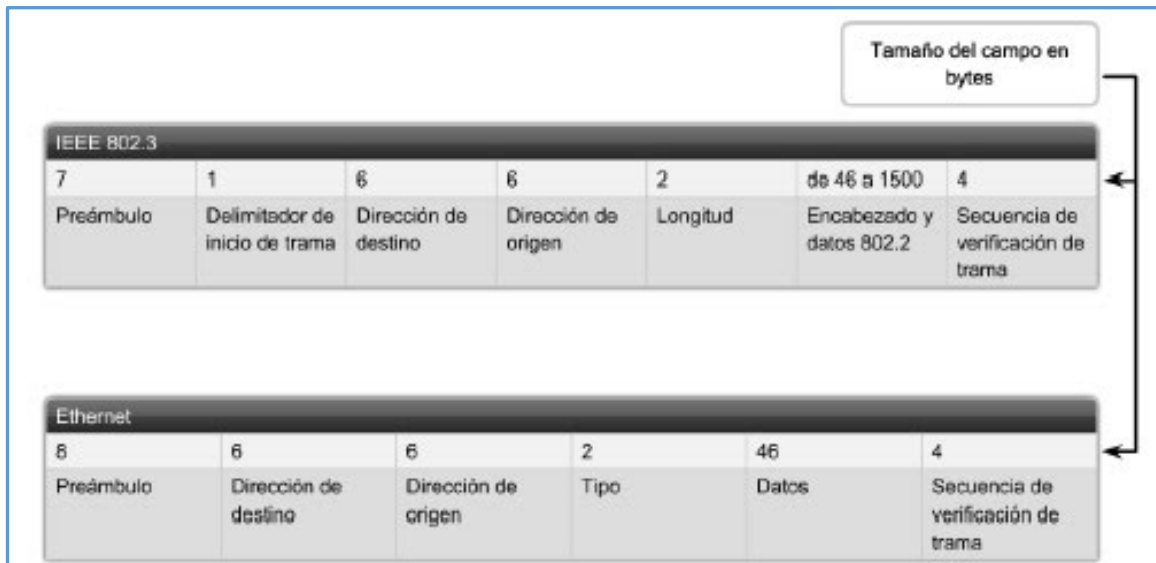 Tamaño del campo en
bytes
IEEE 802.3
7 1 6 6 2 de 46 a 1500 4
Preámbulo Delimitador de Dirección de Dirección de Longitud Encabezado y Secuencia de
inicio de trama destino origen datos 802.2 verificación de
trama
Ethernet
8 6 6 2 46 4
Preámbulo Dirección de Dirección de Tipo Datos Secuencia de
destino origen verificación de
trama